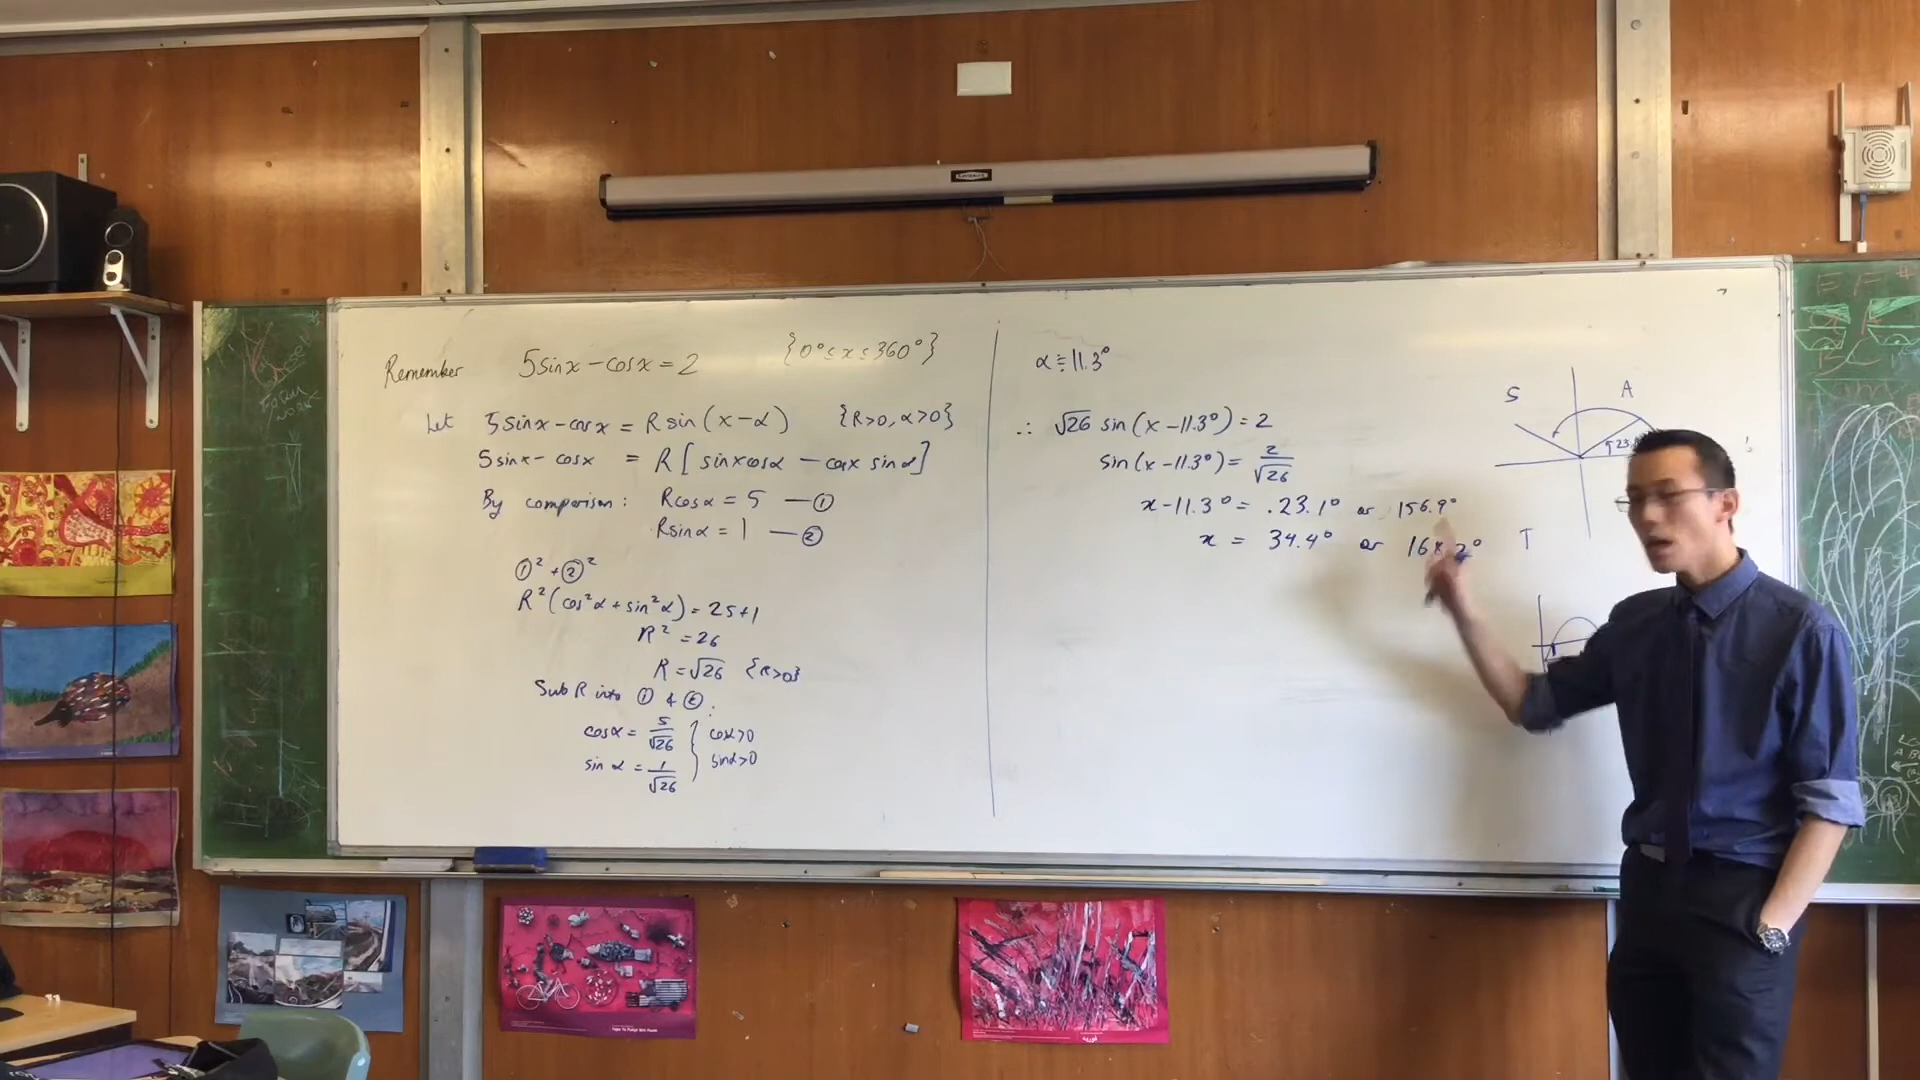 Remember 5sinx-cosx=2 {0°≤x≤360°}
Let 5sinx-cosx = Rsin(x-α) {R>0, α>0}
5sinx-cosx = R[sinxcosα - cosx sinα]
By comparison: Rcosα = 5 —①
Rsinα = 1 —②
①² + ②²
R²(cos²α + sin²α) = 25+1
R² = 26
R = √26 {R>0}
Sub R into ① & ②:
cosα = 5/√26 } cosα>0
sin α = 1/√26 } sinα>0
α ≑ 11.3°
∴ √26 sin(x-11.3°) = 2
sin(x-11.3°) = 2/√26
x-11.3° = 23.1° or 156.9°
x = 34.4° or
S A
T